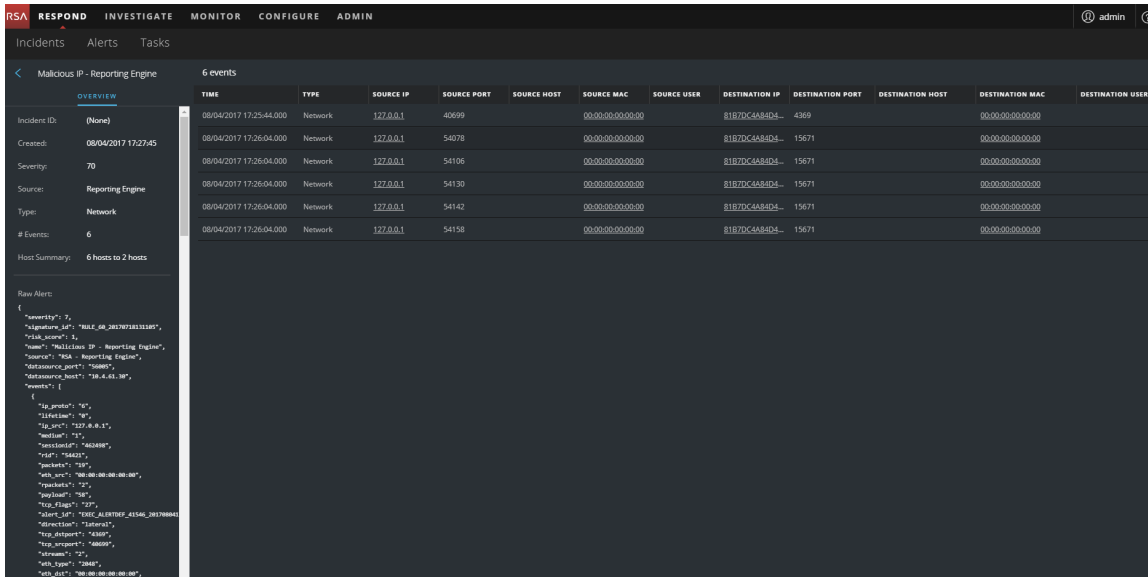 RSA RESPOND INVESTIGATE MONITOR CONFIGURE ADMIN admin
Incidents Alerts Tasks
Malicious IP - Reporting Engine
6 events
OVERVIEW
TIME TYPE SOURCE IP SOURCE PORT SOURCE HOST SOURCE MAC SOURCE USER DESTINATION IP DESTINATION PORT DESTINATION HOST DESTINATION MAC DESTINATION USER
Incident ID: (None)
Created: 08/04/2017 17:27:45
Severity: 70
Source: Reporting Engine
Type: Network
# Events: 6
Host Summary: 6 hosts to 2 hosts
08/04/2017 17:25:44.000 Network 127.0.0.1 40699 00:00:00:00:00:00 81B7DC4A84D4... 4369 00:00:00:00:00:00
08/04/2017 17:26:04.000 Network 127.0.0.1 54078 00:00:00:00:00:00 81B7DC4A84D4... 15671 00:00:00:00:00:00
08/04/2017 17:26:04.000 Network 127.0.0.1 54106 00:00:00:00:00:00 81B7DC4A84D4... 15671 00:00:00:00:00:00
08/04/2017 17:26:04.000 Network 127.0.0.1 54130 00:00:00:00:00:00 81B7DC4A84D4... 15671 00:00:00:00:00:00
08/04/2017 17:26:04.000 Network 127.0.0.1 54142 00:00:00:00:00:00 81B7DC4A84D4... 15671 00:00:00:00:00:00
08/04/2017 17:26:04.000 Network 127.0.0.1 54158 00:00:00:00:00:00 81B7DC4A84D4... 15671 00:00:00:00:00:00
Raw Alert:
{
"severity": 7,
"signature_id": "RULE_60_20170718131105",
"risk_score": 1,
"name": "Malicious IP - Reporting Engine",
"source": "RSA - Reporting Engine",
"datasource_port": "56005",
"datasource_host": "10.4.61.30",
"events": [
{
"ip_proto": "6",
"lifetime": "0",
"ip_src": "127.0.0.1",
"medium": "1",
"sessionid": "462498",
"rid": "54421",
"packets": "19",
"eth_src": "00:00:00:00:00:00",
"rpackets": "2",
"payload": "58",
"tcp_flags": "27",
"alert_id": "EXEC_ALERTDEF_41546_201708041
"direction": "lateral",
"tcp_dstport": "4369",
"tcp_srcport": "40699",
"streams": "2",
"eth_type": "2048",
"eth_dst": "00:00:00:00:00:00",